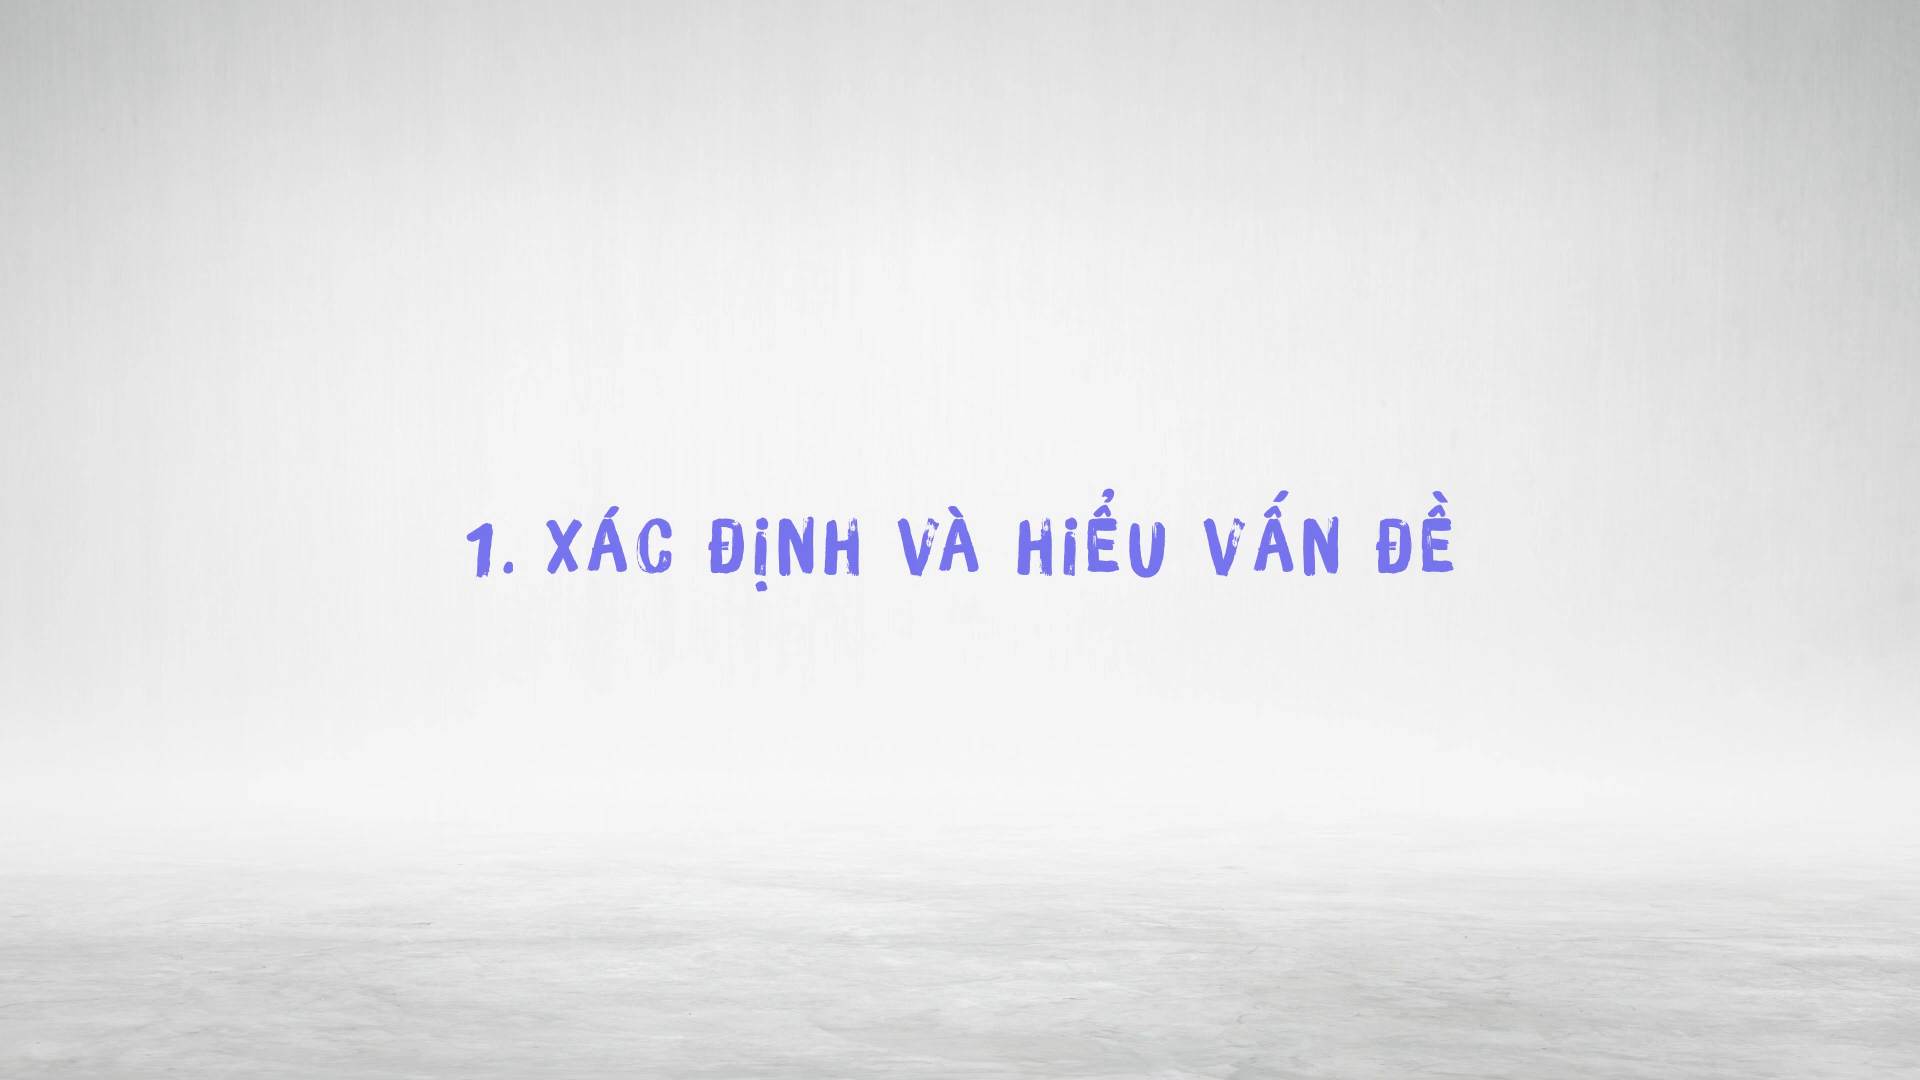 1. XÁC ĐỊNH VÀ HIỂU VẤN ĐỀ